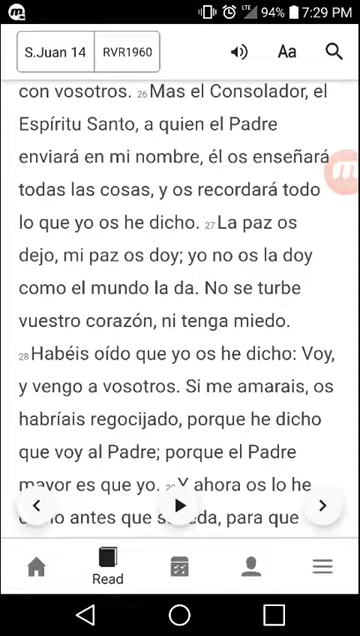 LTE 94% 7:29 PM
S.Juan 14 RVR1960 Aa
con vosotros. 26 Mas el Consolador, el
Espíritu Santo, a quien el Padre
enviará en mi nombre, él os enseñará
todas las cosas, y os recordará todo
lo que yo os he dicho. 27 La paz os
dejo, mi paz os doy; yo no os la doy
como el mundo la da. No se turbe
vuestro corazón, ni tenga miedo.
28 Habéis oído que yo os he dicho: Voy,
y vengo a vosotros. Si me amarais, os
habríais regocijado, porque he dicho
que voy al Padre; porque el Padre
mayor es que yo. 29 Y ahora os lo he
antes que para que
Read